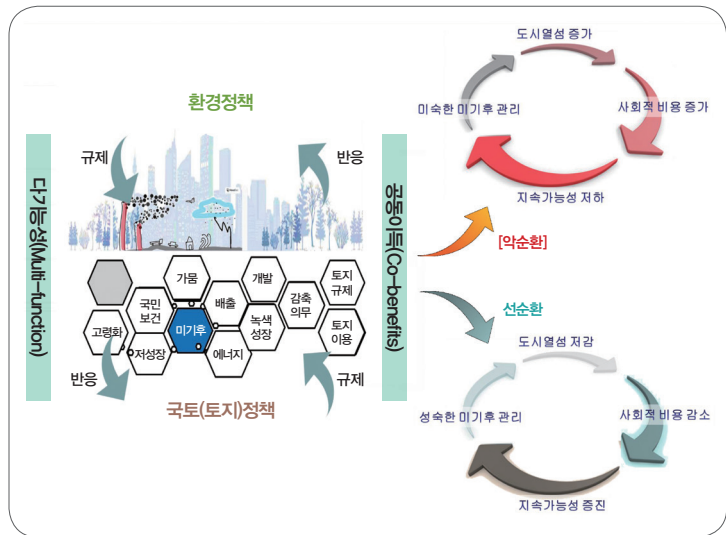 환경정책
규제
반응
다기능성(Multi-function)
공동이득(Co-benefits)
가뭄
개발
토지
규제
국민
보건
배출
감축
의무
고령화
미기후
녹색
성장
토지
이용
저성장
에너지
반응
규제
국토(토지)정책
도시열섬 증가
미숙한 미기후 관리
사회적 비용 증가
지속가능성 저하
[악순환]
선순환
도시열섬 저감
성숙한 미기후 관리
사회적 비용 감소
지속가능성 증진